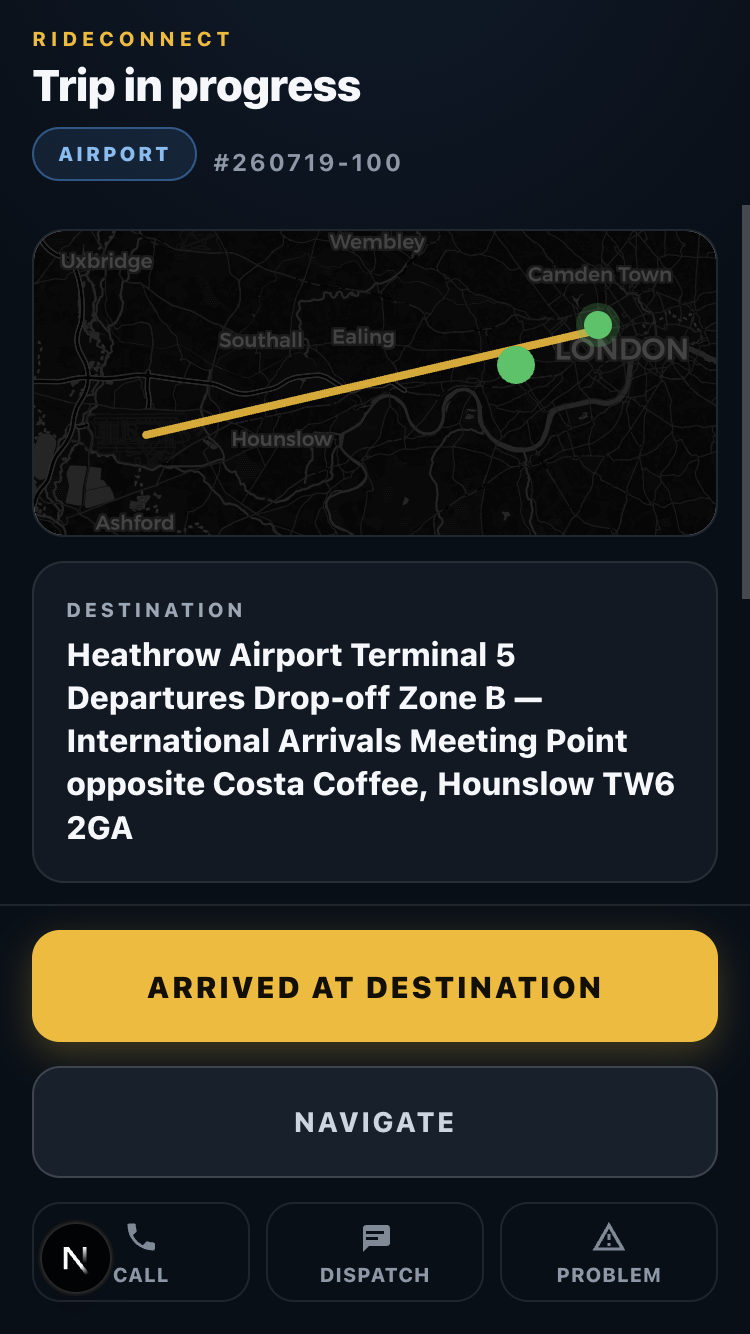 RIDECONNECT
Trip in progress
AIRPORT
#260719-100
Wembley
Uxbridge
Camden Town
Southall
Ealing
LONDON
Hounslow
Ashford
DESTINATION
Heathrow Airport Terminal 5
Departures Drop-off Zone B —
International Arrivals Meeting Point
opposite Costa Coffee, Hounslow TW6
2GA
ARRIVED AT DESTINATION
NAVIGATE
N
CALL
DISPATCH
PROBLEM